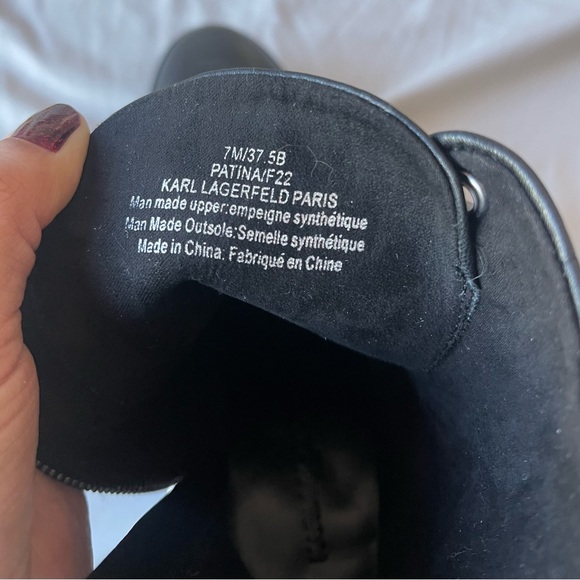 7M/37.5B
PATINA/F22
KARL LAGERFELD PARIS
Man made upper:empeigne synthétique
Man Made Outsole:Semelle synthétique
Made in China: Fabriqué en Chine